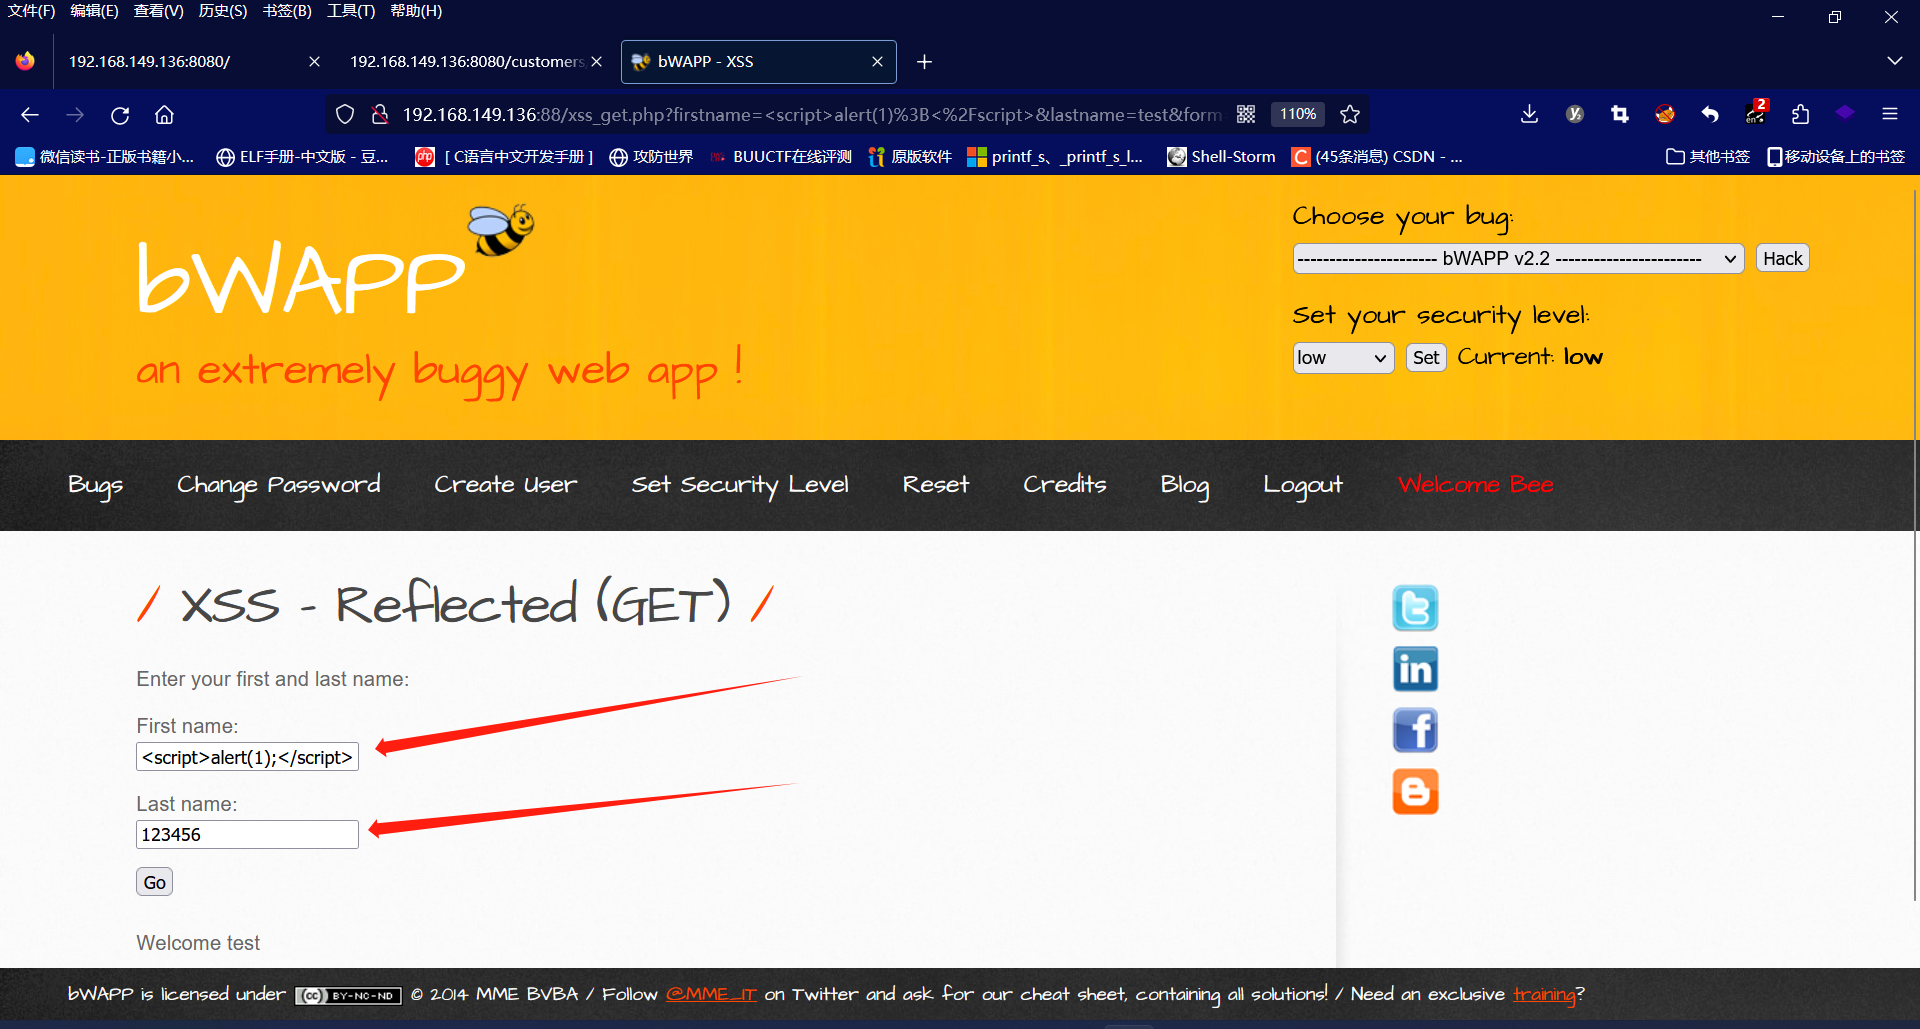 文件(F) 编辑(E) 查看(V) 历史(S) 书签(B) 工具(T) 帮助(H)
192.168.149.136:8080/ 192.168.149.136:8080/customers, bWAPP - XSS
192.168.149.136:88/xss_get.php?firstname=<script>alert(1)%3B<%2Fscript>&lastname=test&form 110% y₂ en 2
微信读书-正版书籍小... ELF手册-中文版 - 豆... php [ C语言中文开发手册 ] 攻防世界 BUUCTF在线评测 原版软件 printf_s、_printf_s_l... Shell-Storm C (45条消息) CSDN - ... 其他书签 移动设备上的书签
bWAPP
an extremely buggy web app !
Choose your bug:
---------------------- bWAPP v2.2 ----------------------- Hack
Set your security level:
low Set Current: low
Bugs Change Password Create User Set Security Level Reset Credits Blog Logout Welcome Bee
/ XSS - Reflected (GET) /
Enter your first and last name:
First name:
<script>alert(1);</script>
Last name:
123456
Go
Welcome test
bWAPP is licensed under (cc) BY-NC-ND © 2014 MME BVBA / Follow @MME_IT on Twitter and ask for our cheat sheet, containing all solutions! / Need an exclusive training?